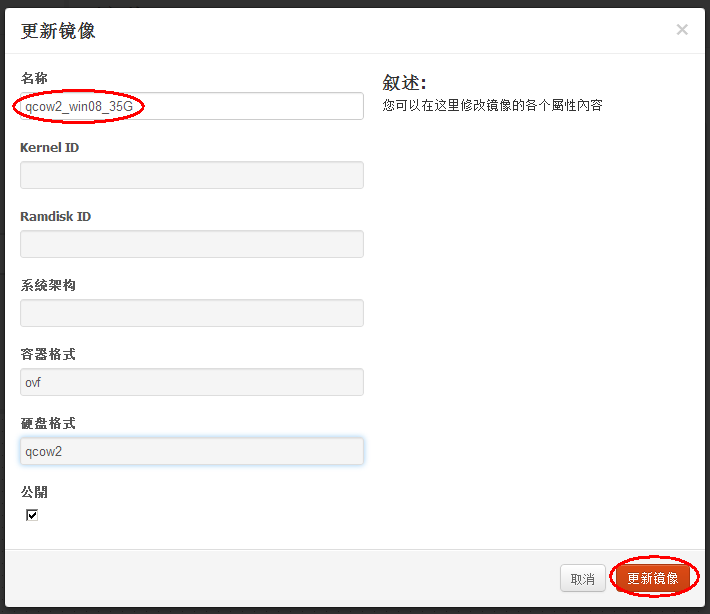 更新镜像
×
名称
qcow2_win08_35G
Kernel ID
Ramdisk ID
系统架构
容器格式
ovf
硬盘格式
qcow2
公開
叙述:
您可以在这里修改镜像的各个属性内容
取消
更新镜像